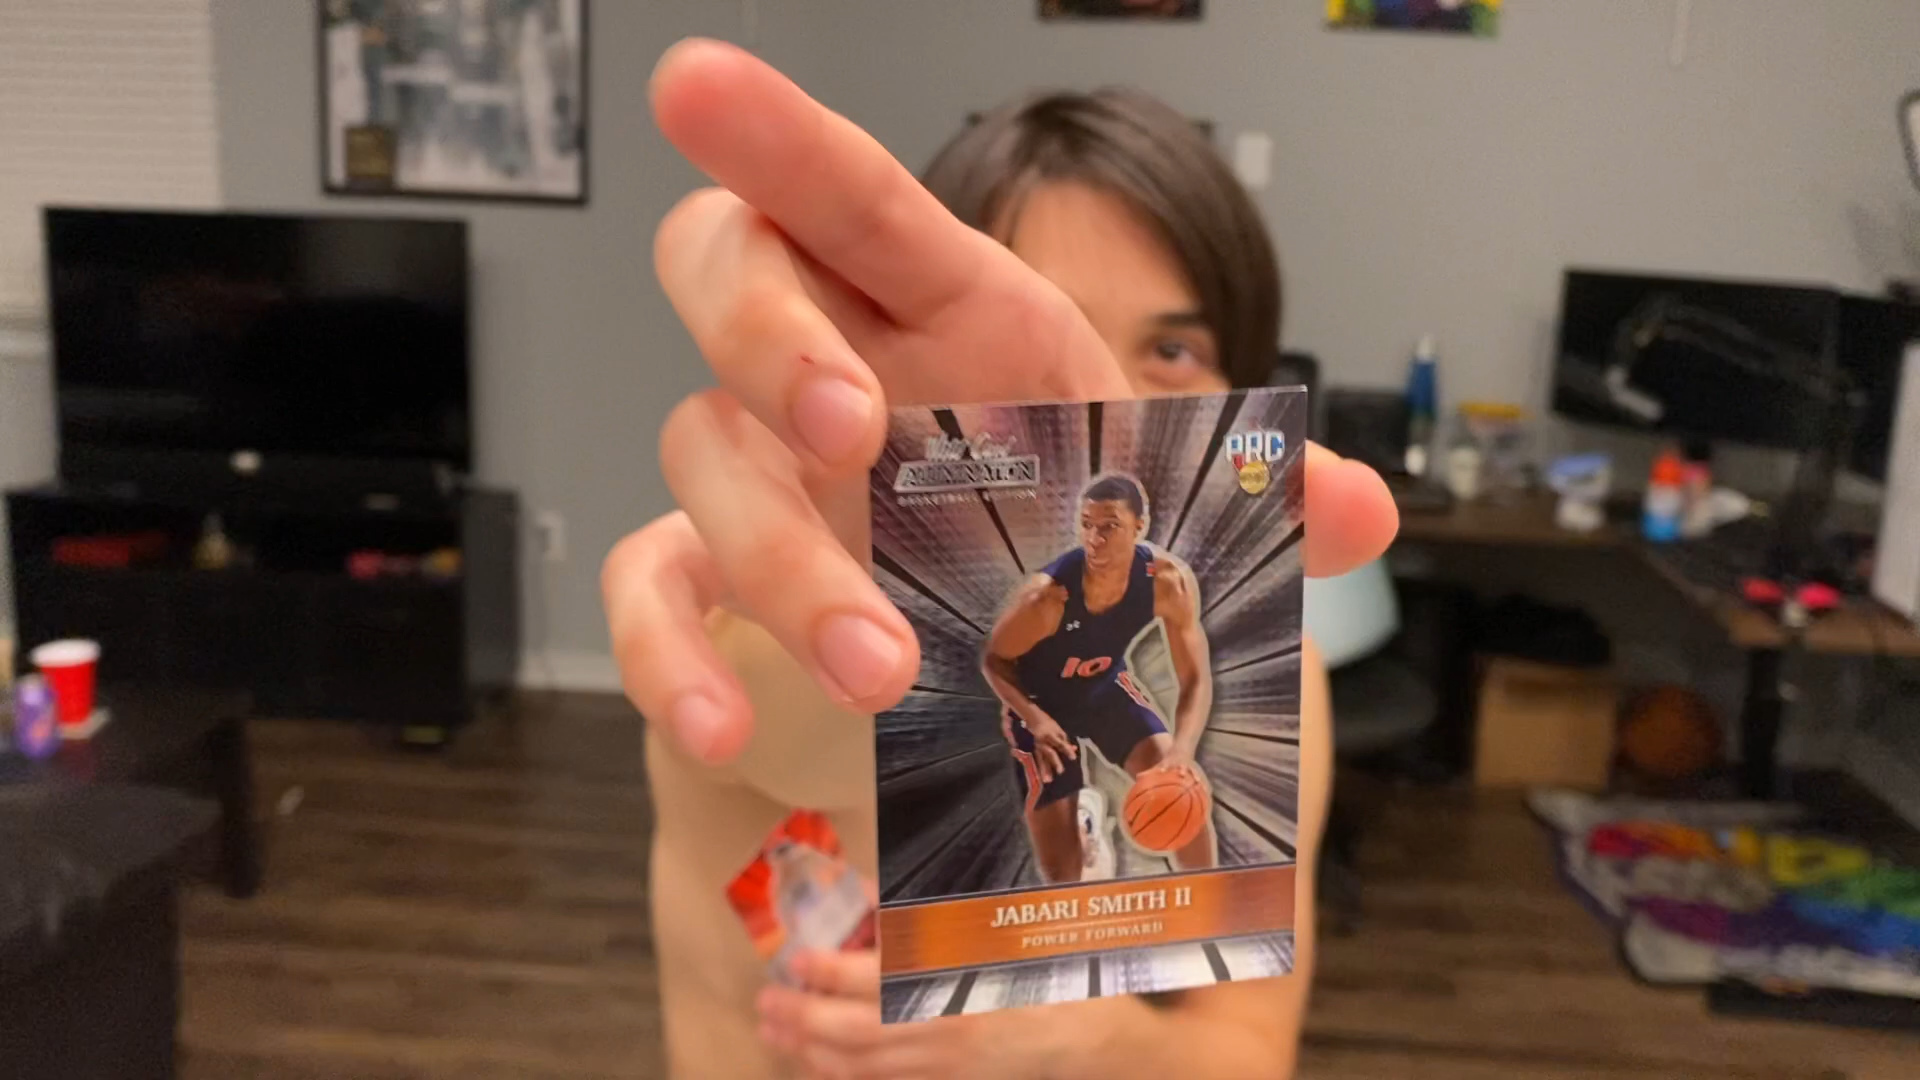 Wild Card
ALUMINATION
BASKETBALL EDITION
PRC
10
JABARI SMITH II
POWER FORWARD